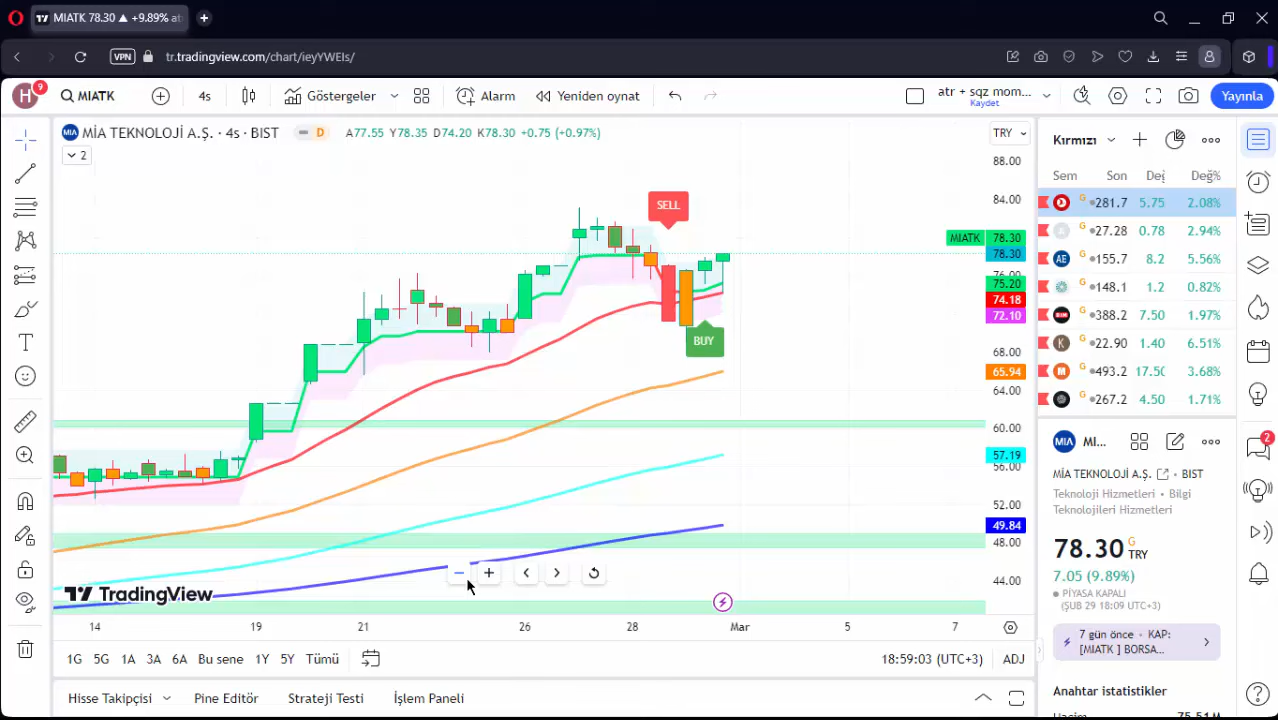 MIATK 78.30 ▲ +9.89% at
VPN
tr.tradingview.com/chart/ieyYWEIs/
H 9
MIATK
4s
Göstergeler
Alarm
Yeniden oynat
atr + sqz mom...
Kaydet
Yayınla
MIA MİA TEKNOLOJİ A.Ş. · 4s · BIST
D
A77.55 Y78.35 D74.20 K78.30 +0.75 (+0.97%)
2
TRY
88.00
84.00
MIATK 78.30
78.30
76.00
75.20
74.18
72.10
68.00
65.94
64.00
60.00
57.19
56.00
52.00
49.84
48.00
44.00
SELL
BUY
TradingView
14 19 21 26 28 Mar 5 7
1G 5G 1A 3A 6A Bu sene 1Y 5Y Tümü
18:59:03 (UTC+3)
ADJ
Hisse Takipçisi
Pine Editör
Strateji Testi
İşlem Paneli
Kırmızı
Sem Son Değ Değ%
G 281.7 5.75 2.08%
G 27.28 0.78 2.94%
AE G 155.7 8.2 5.56%
G 148.1 1.2 0.82%
G 388.2 7.50 1.97%
K G 22.90 1.40 6.51%
G 493.2 17.50 3.68%
G 267.2 4.50 1.71%
MIA Mİ...
MİA TEKNOLOJİ A.Ş. · BIST
Teknoloji Hizmetleri · Bilgi
Teknolojileri Hizmetleri
78.30 G TRY
7.05 (9.89%)
PİYASA KAPALI
(ŞUB 29 18:09 UTC+3)
7 gün önce · KAP:
[MIATK ] BORSA...
Anahtar istatistikler
2